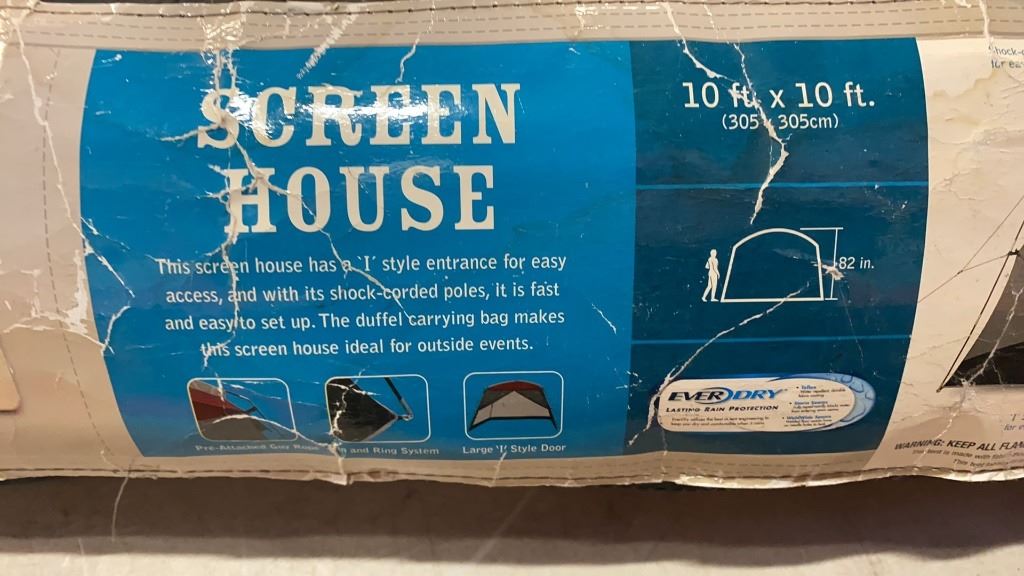 SCREEN
HOUSE
This screen house has a 'I' style entrance for easy
access, and with its shock-corded poles, it is fast
and easy to set up. The duffel carrying bag makes
this screen house ideal for outside events.
Pre-Attached Guy Rope
and Ring System
Large 'I' Style Door
10 ft. x 10 ft.
(305 x 305cm)
82 in.
EVERDRY
LASTING RAIN PROTECTION
• Teflon
WARNING: KEEP ALL FLAM